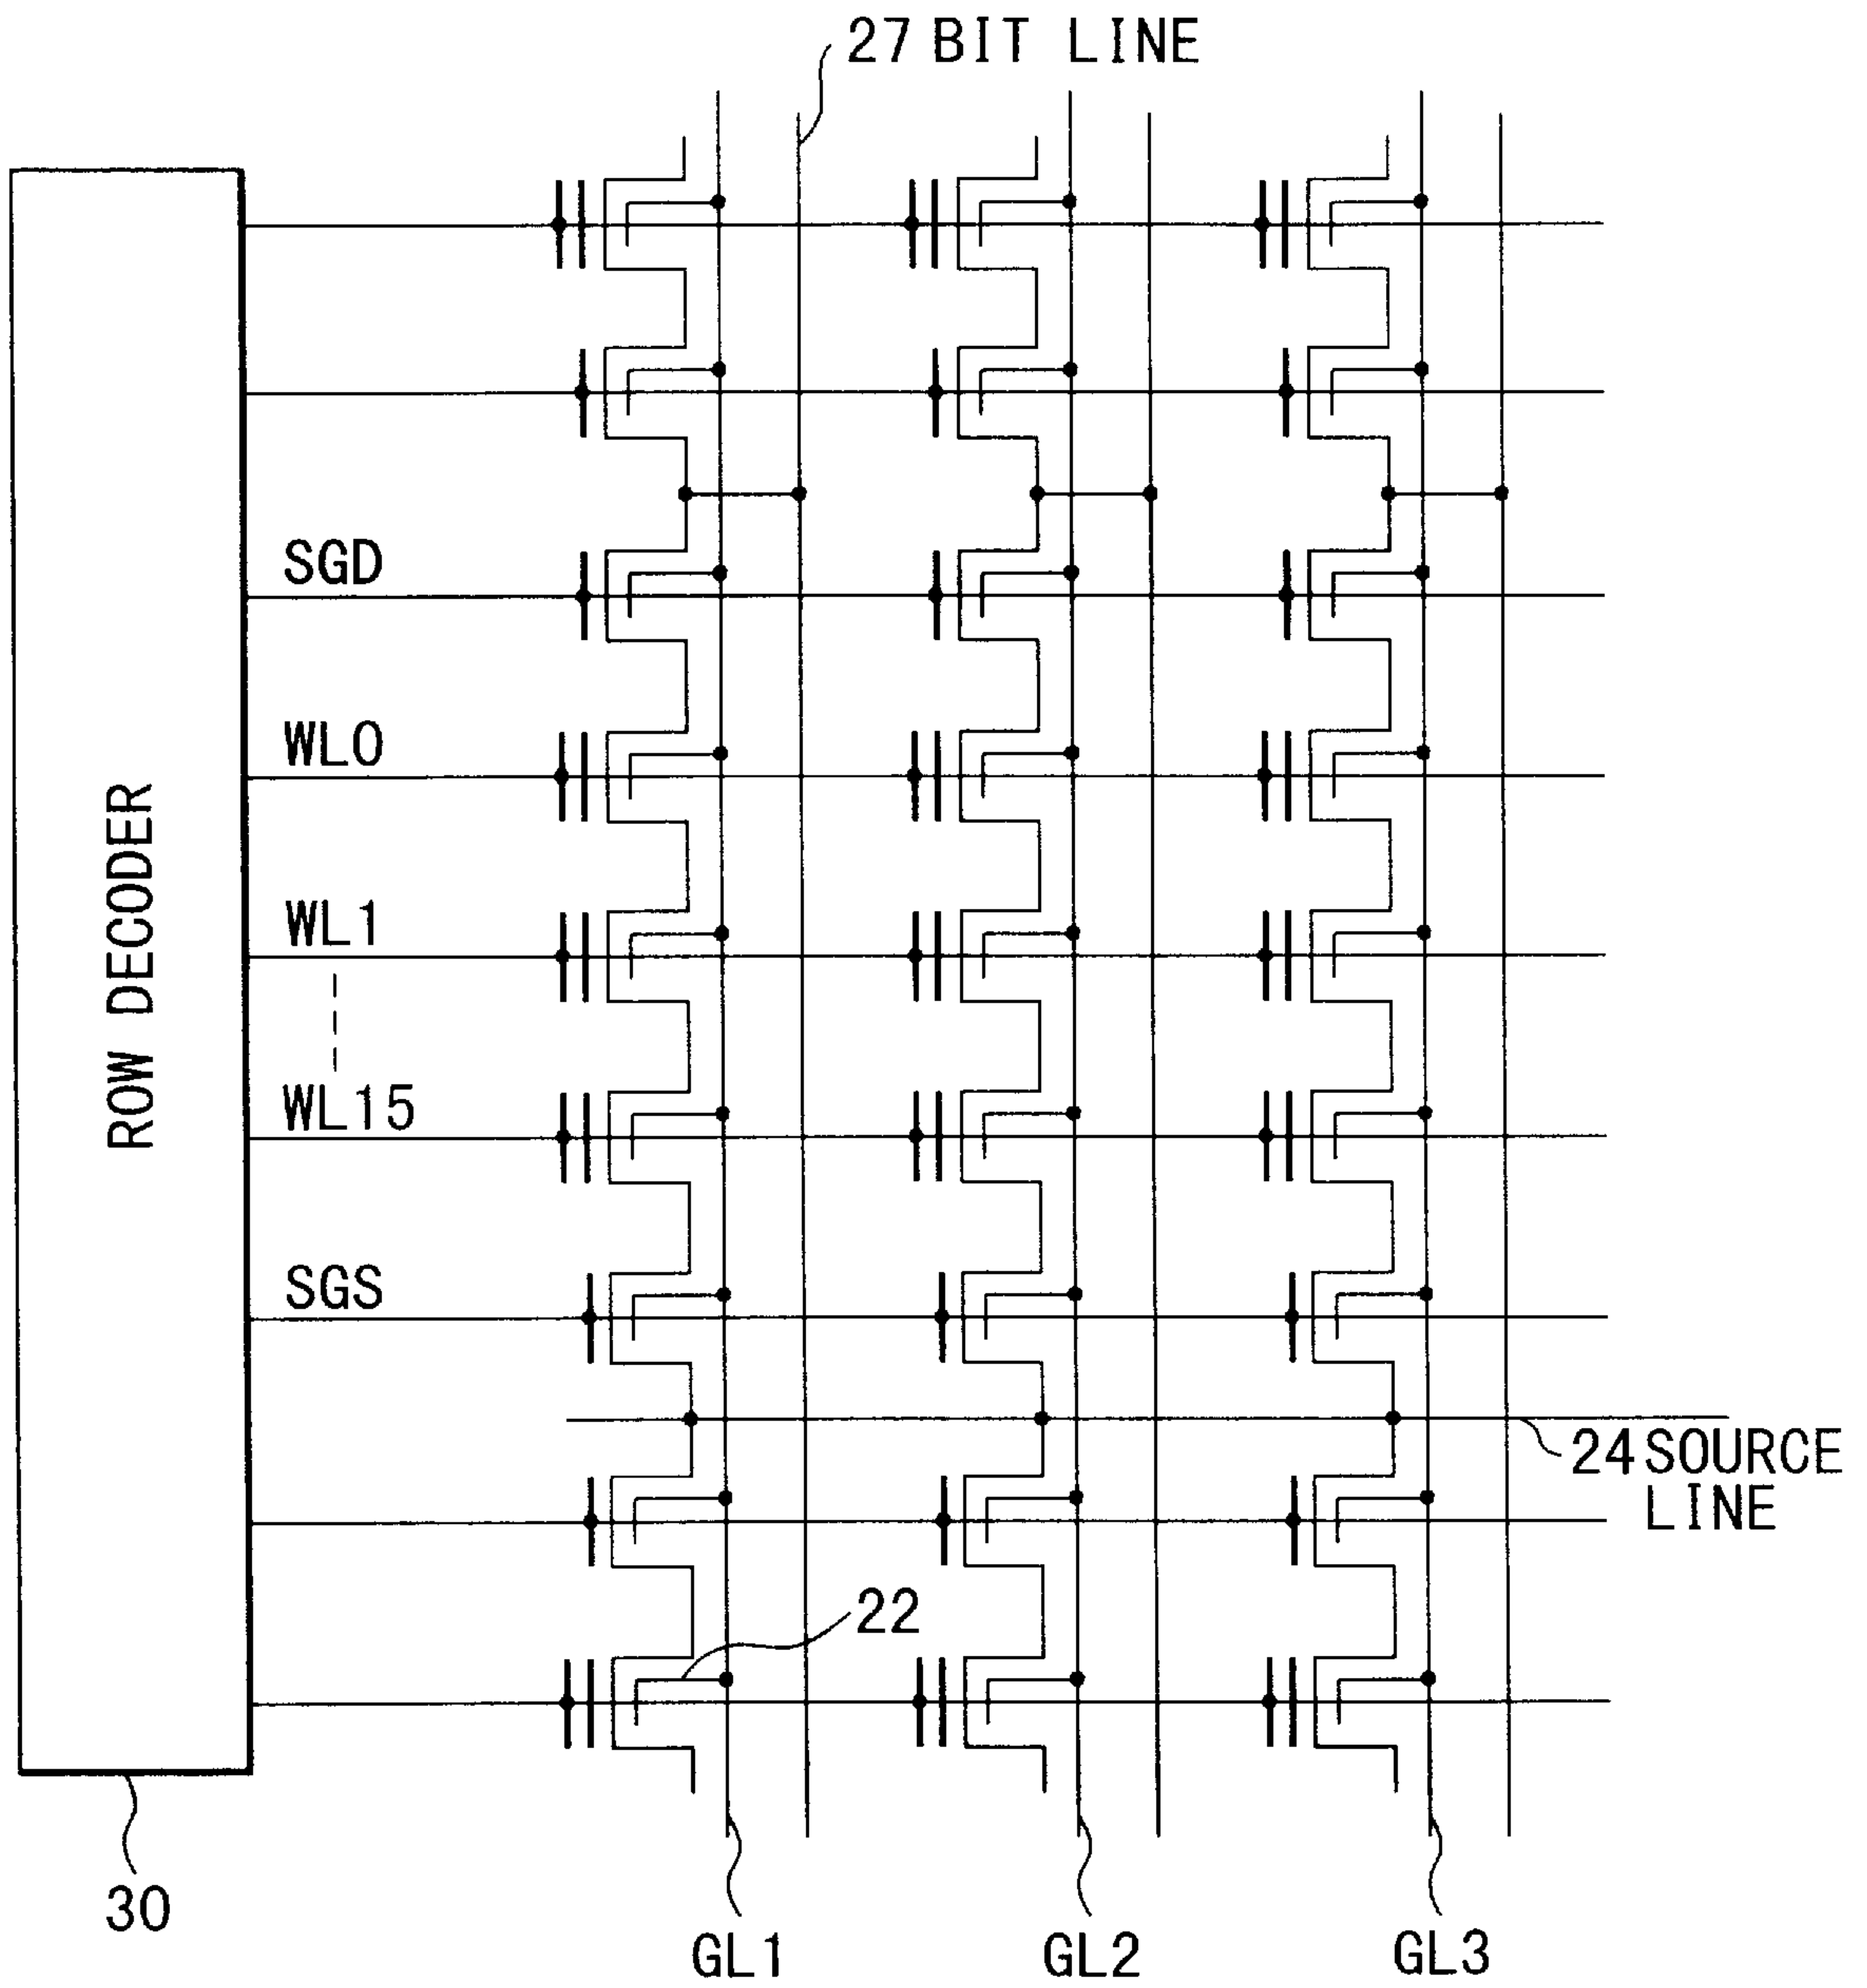 27 BIT LINE
SGD
WL0
WL1
WL15
SGS
ROW DECODER
24 SOURCE
LINE
22
30
GL1
GL2
GL3